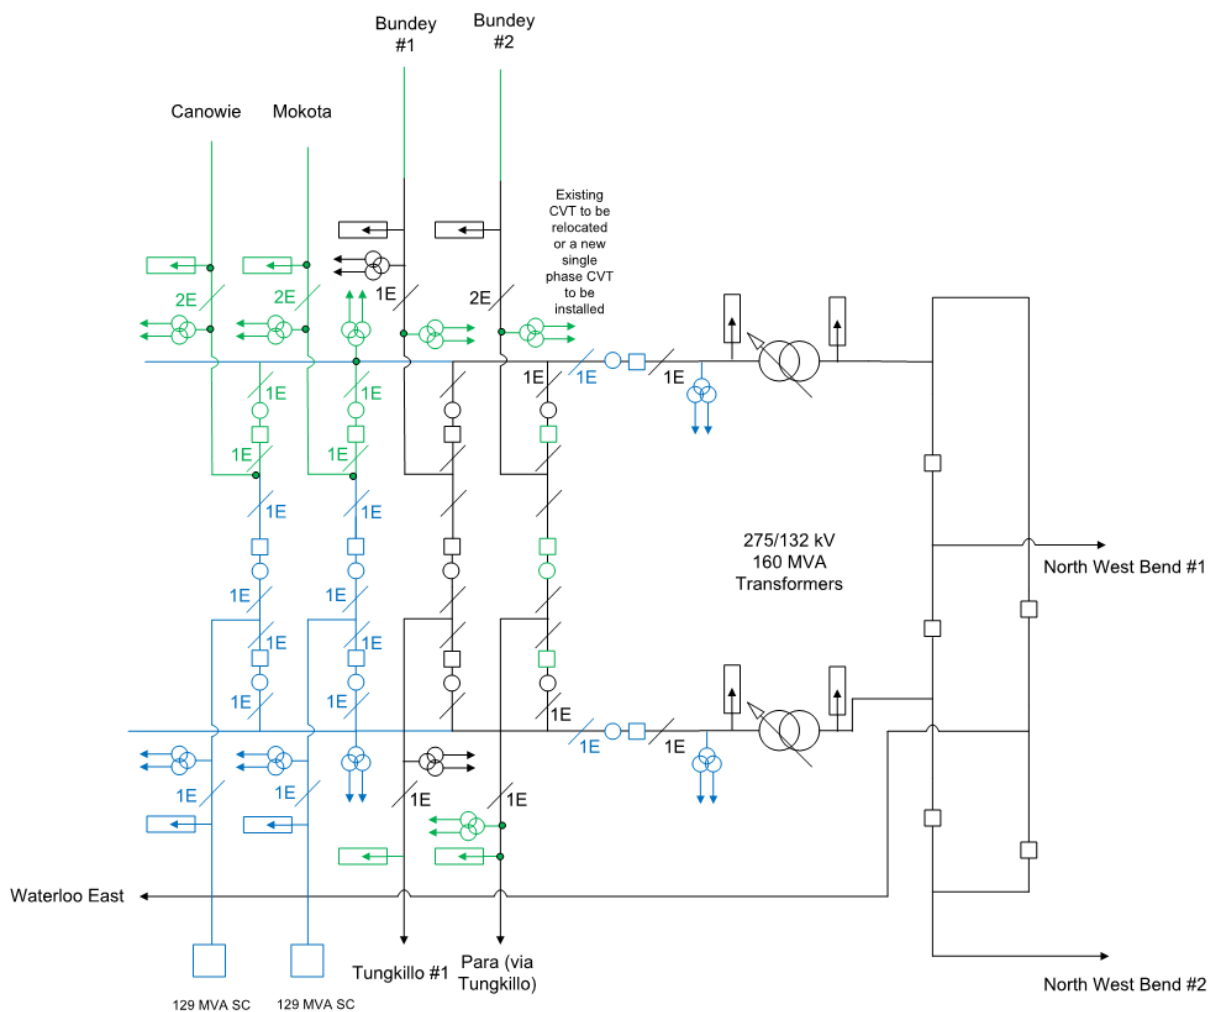 Bundey
#1
Bundey
#2
Canowie
Mokota
Existing
CVT to be
relocated
or a new
single
phase CVT
to be
installed
2E
2E
1E
2E
1E
1E
1E
1E
1E
1E
1E
1E
1E
275/132 kV
160 MVA
Transformers
North West Bend #1
1E
1E
1E
1E
1E
1E
1E
1E
1E
1E
1E
1E
1E
Waterloo East
Tungkillo #1
Para (via
Tungkillo)
North West Bend #2
129 MVA SC
129 MVA SC